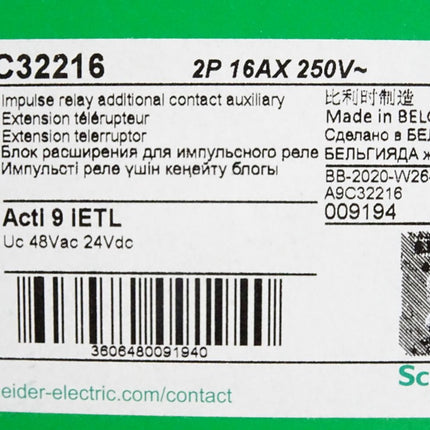 C32216
2P 16AX 250V~
Impulse relay additional contact auxiliary
Extension télérupteur
Extension telerruptor
Блок расширения для импульсного реле
Импульсті реле үшін кеңейту блогы
比利时制造
Made in BELG
Сделано в БЕЛ
БЕЛЬГИЯДА ж
BB-2020-W26-
A9C32216
009194
Acti 9 iETL
Uc 48Vac 24Vdc
3606480091940
eider-electric.com/contact
Sc